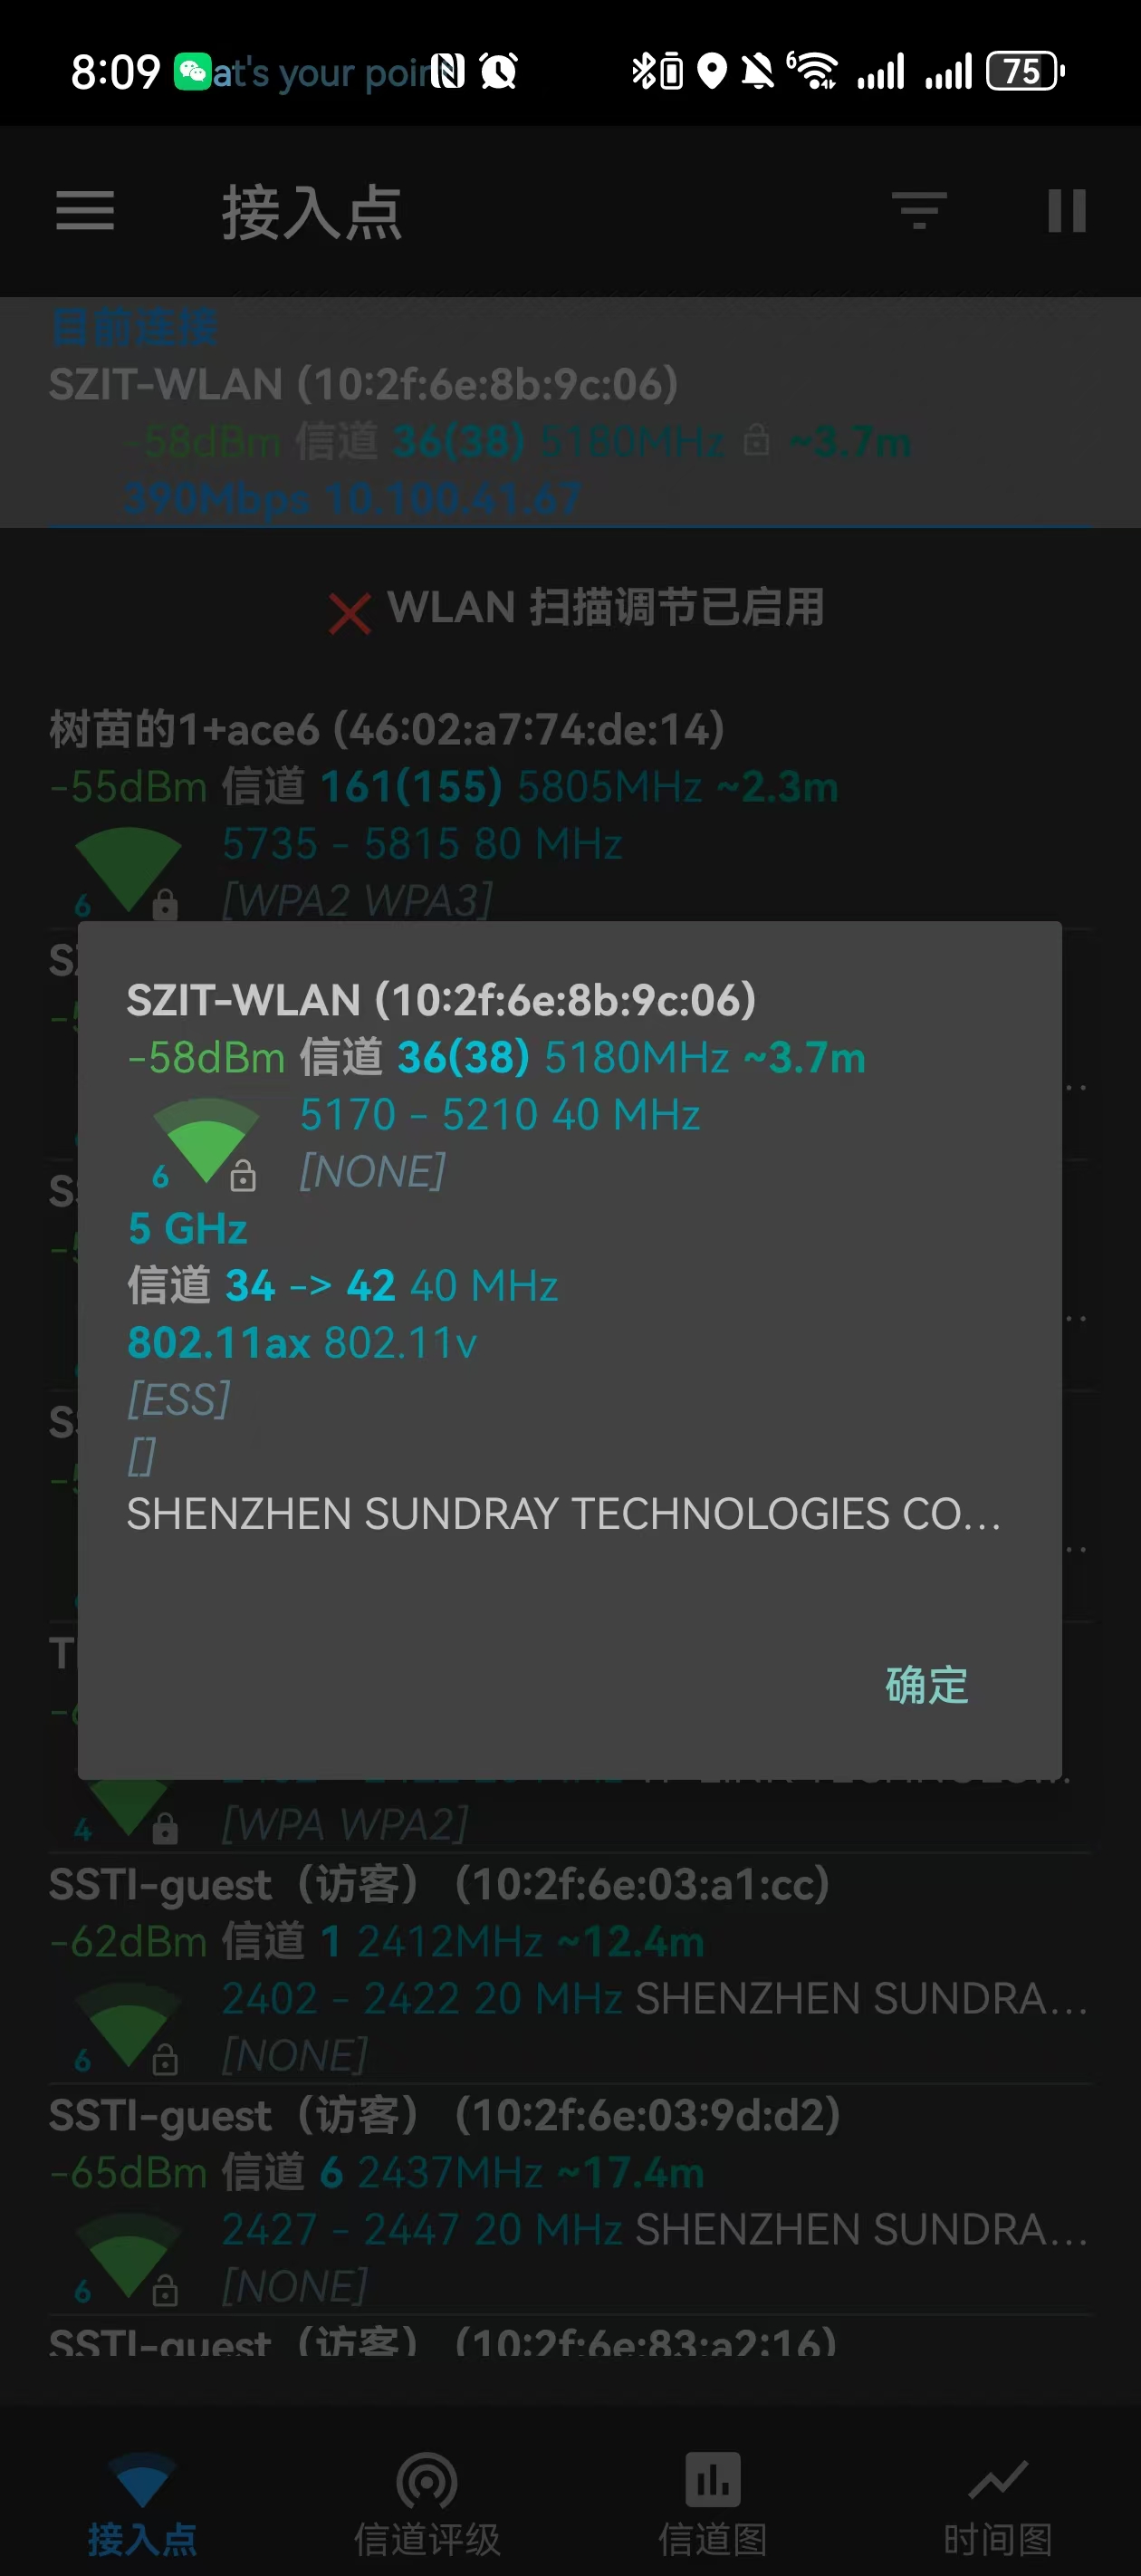 8:09 at's your poin 6 75
接入点
目前连接
SZIT-WLAN (10:2f:6e:8b:9c:06)
-58dBm 信道 36(38) 5180MHz ~3.7m
390Mbps 10.100.41.67
WLAN 扫描调节已启用
树苗的1+ace6 (46:02:a7:74:de:14)
-55dBm 信道 161(155) 5805MHz ~2.3m
5735 - 5815 80 MHz
6 [WPA2 WPA3]
SZIT-WLAN (10:2f:6e:8b:9c:06)
-58dBm 信道 36(38) 5180MHz ~3.7m
5170 - 5210 40 MHz
6 [NONE]
5 GHz
信道 34 -> 42 40 MHz
802.11ax 802.11v
[ESS]
[]
SHENZHEN SUNDRAY TECHNOLOGIES CO...
确定
4 [WPA WPA2]
SSTI-guest（访客） (10:2f:6e:03:a1:cc)
-62dBm 信道 1 2412MHz ~12.4m
2402 - 2422 20 MHz SHENZHEN SUNDRA...
6 [NONE]
SSTI-guest（访客） (10:2f:6e:03:9d:d2)
-65dBm 信道 6 2437MHz ~17.4m
2427 - 2447 20 MHz SHENZHEN SUNDRA...
6 [NONE]
SSTI-guest（访客） (10:2f:6e:83:a2:16)
接入点 信道评级 信道图 时间图